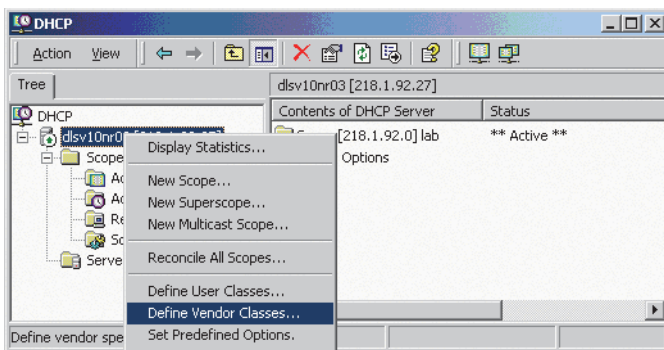 DHCP
Action View
Tree
dlsv10nr03 [218.1.92.27]
DHCP
Contents of DHCP Server Status
[218.1.92.0] lab ** Active **
Scope
Options
Serve
Display Statistics...
New Scope...
New Superscope...
New Multicast Scope...
Reconcile All Scopes...
Define User Classes...
Define Vendor Classes...
Set Predefined Options.
Define vendor spe